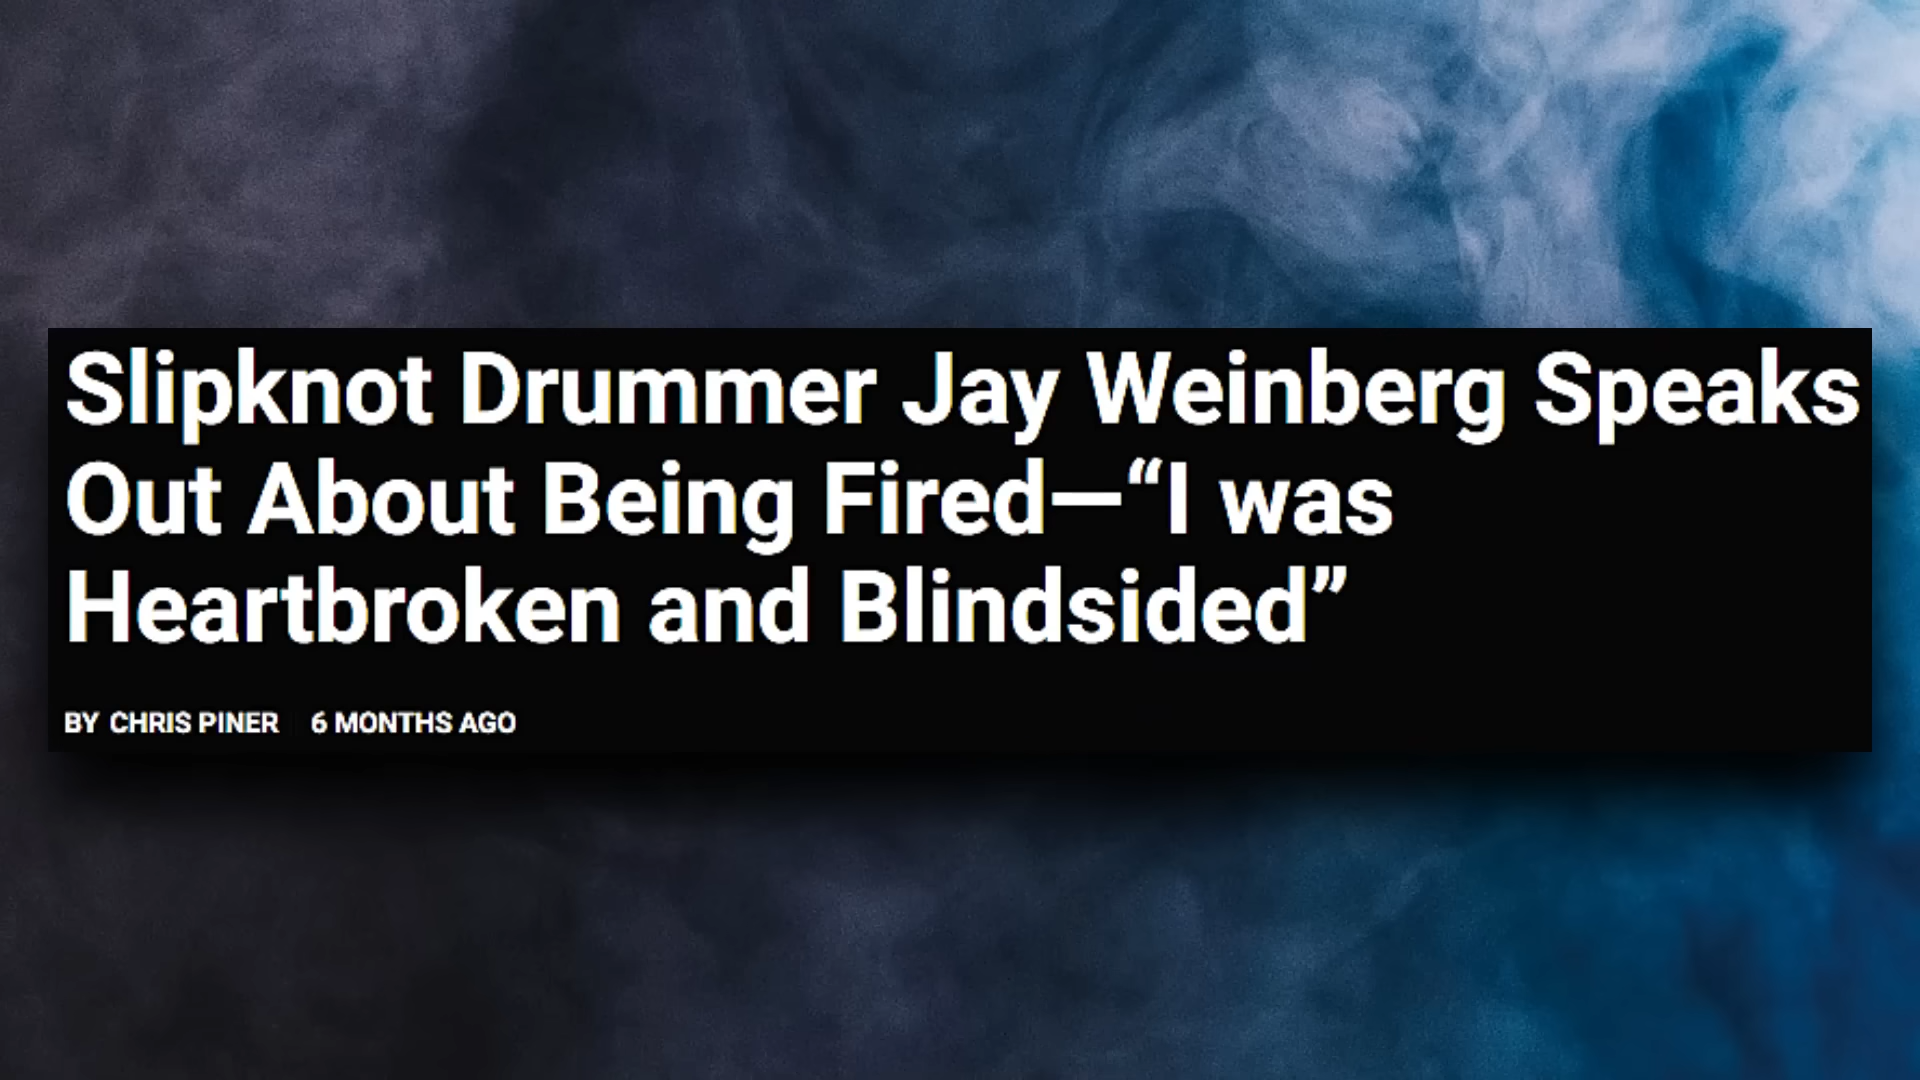 Slipknot Drummer Jay Weinberg Speaks
Out About Being Fired—“I was
Heartbroken and Blindsided”
BY CHRIS PINER 6 MONTHS AGO